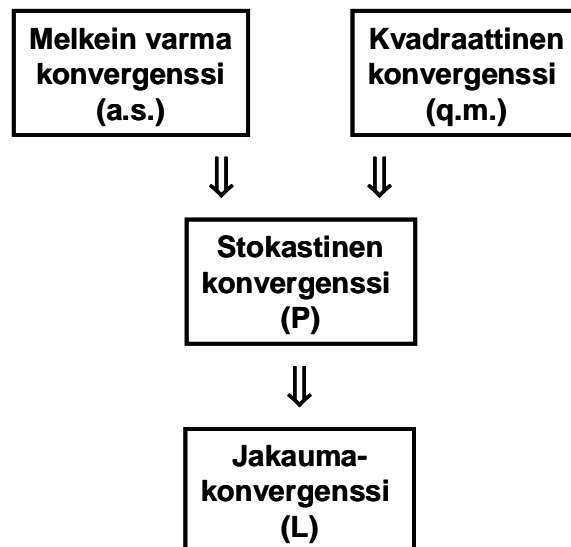 Melkein varma
konvergenssi
(a.s.)
Kvadraattinen
konvergenssi
(q.m.)
⇓ ⇓
Stokastinen
konvergenssi
(P)
⇓
Jakauma-
konvergenssi
(L)